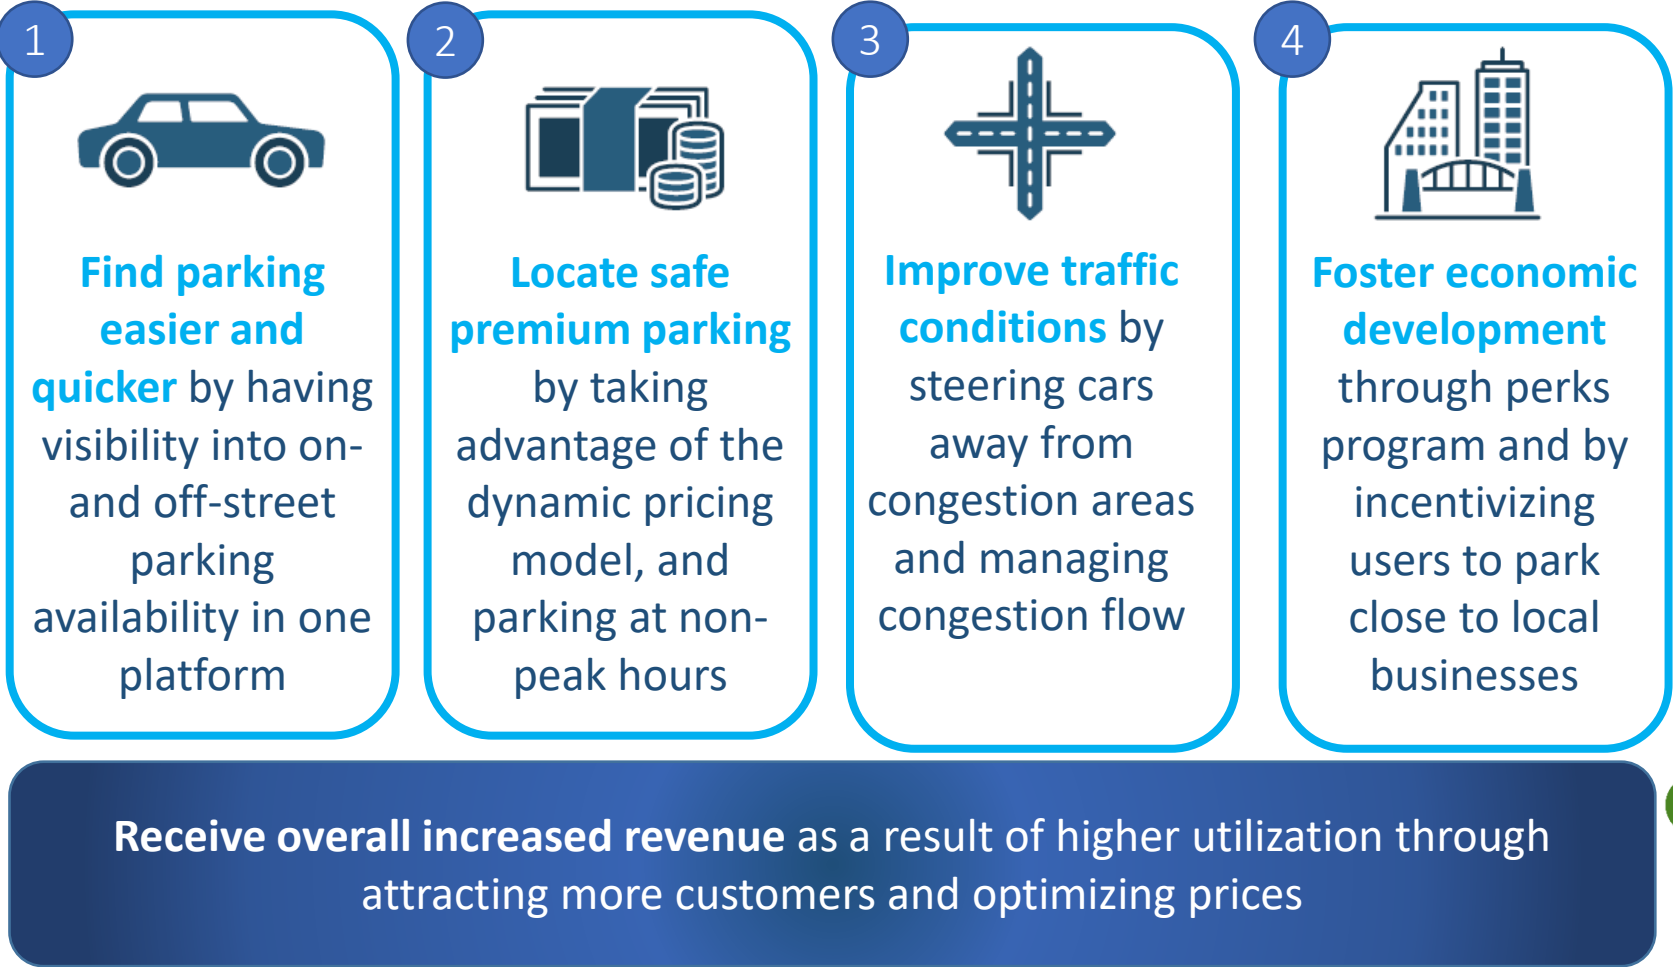 1
Find parking
easier and
quicker by having
visibility into on-
and off-street
parking
availability in one
platform
2
Locate safe
premium parking
by taking
advantage of the
dynamic pricing
model, and
parking at non-
peak hours
3
Improve traffic
conditions by
steering cars
away from
congestion areas
and managing
congestion flow
4
Foster economic
development
through perks
program and by
incentivizing
users to park
close to local
businesses
Receive overall increased revenue as a result of higher utilization through
attracting more customers and optimizing prices